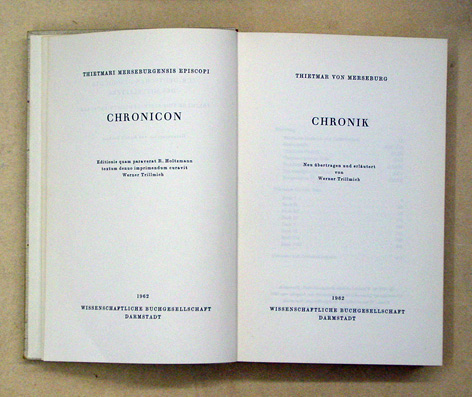 THIETMARI MERSEBURGENSIS EPISCOPI
CHRONICON
Editionis quam paraverat R. Holtzmann
textum denuo imprimendum curavit
Werner Trillmich
1962
WISSENSCHAFTLICHE BUCHGESELLSCHAFT
DARMSTADT
THIETMAR VON MERSEBURG
CHRONIK
Neu übertragen und erläutert
von
Werner Trillmich
1962
WISSENSCHAFTLICHE BUCHGESELLSCHAFT
DARMSTADT